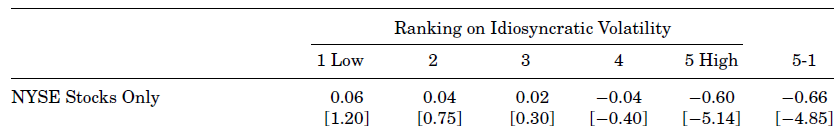 Ranking on Idiosyncratic Volatility
1 Low 2 3 4 5 High 5-1
NYSE Stocks Only 0.06 0.04 0.02 −0.04 −0.60 −0.66
[1.20] [0.75] [0.30] [−0.40] [−5.14] [−4.85]